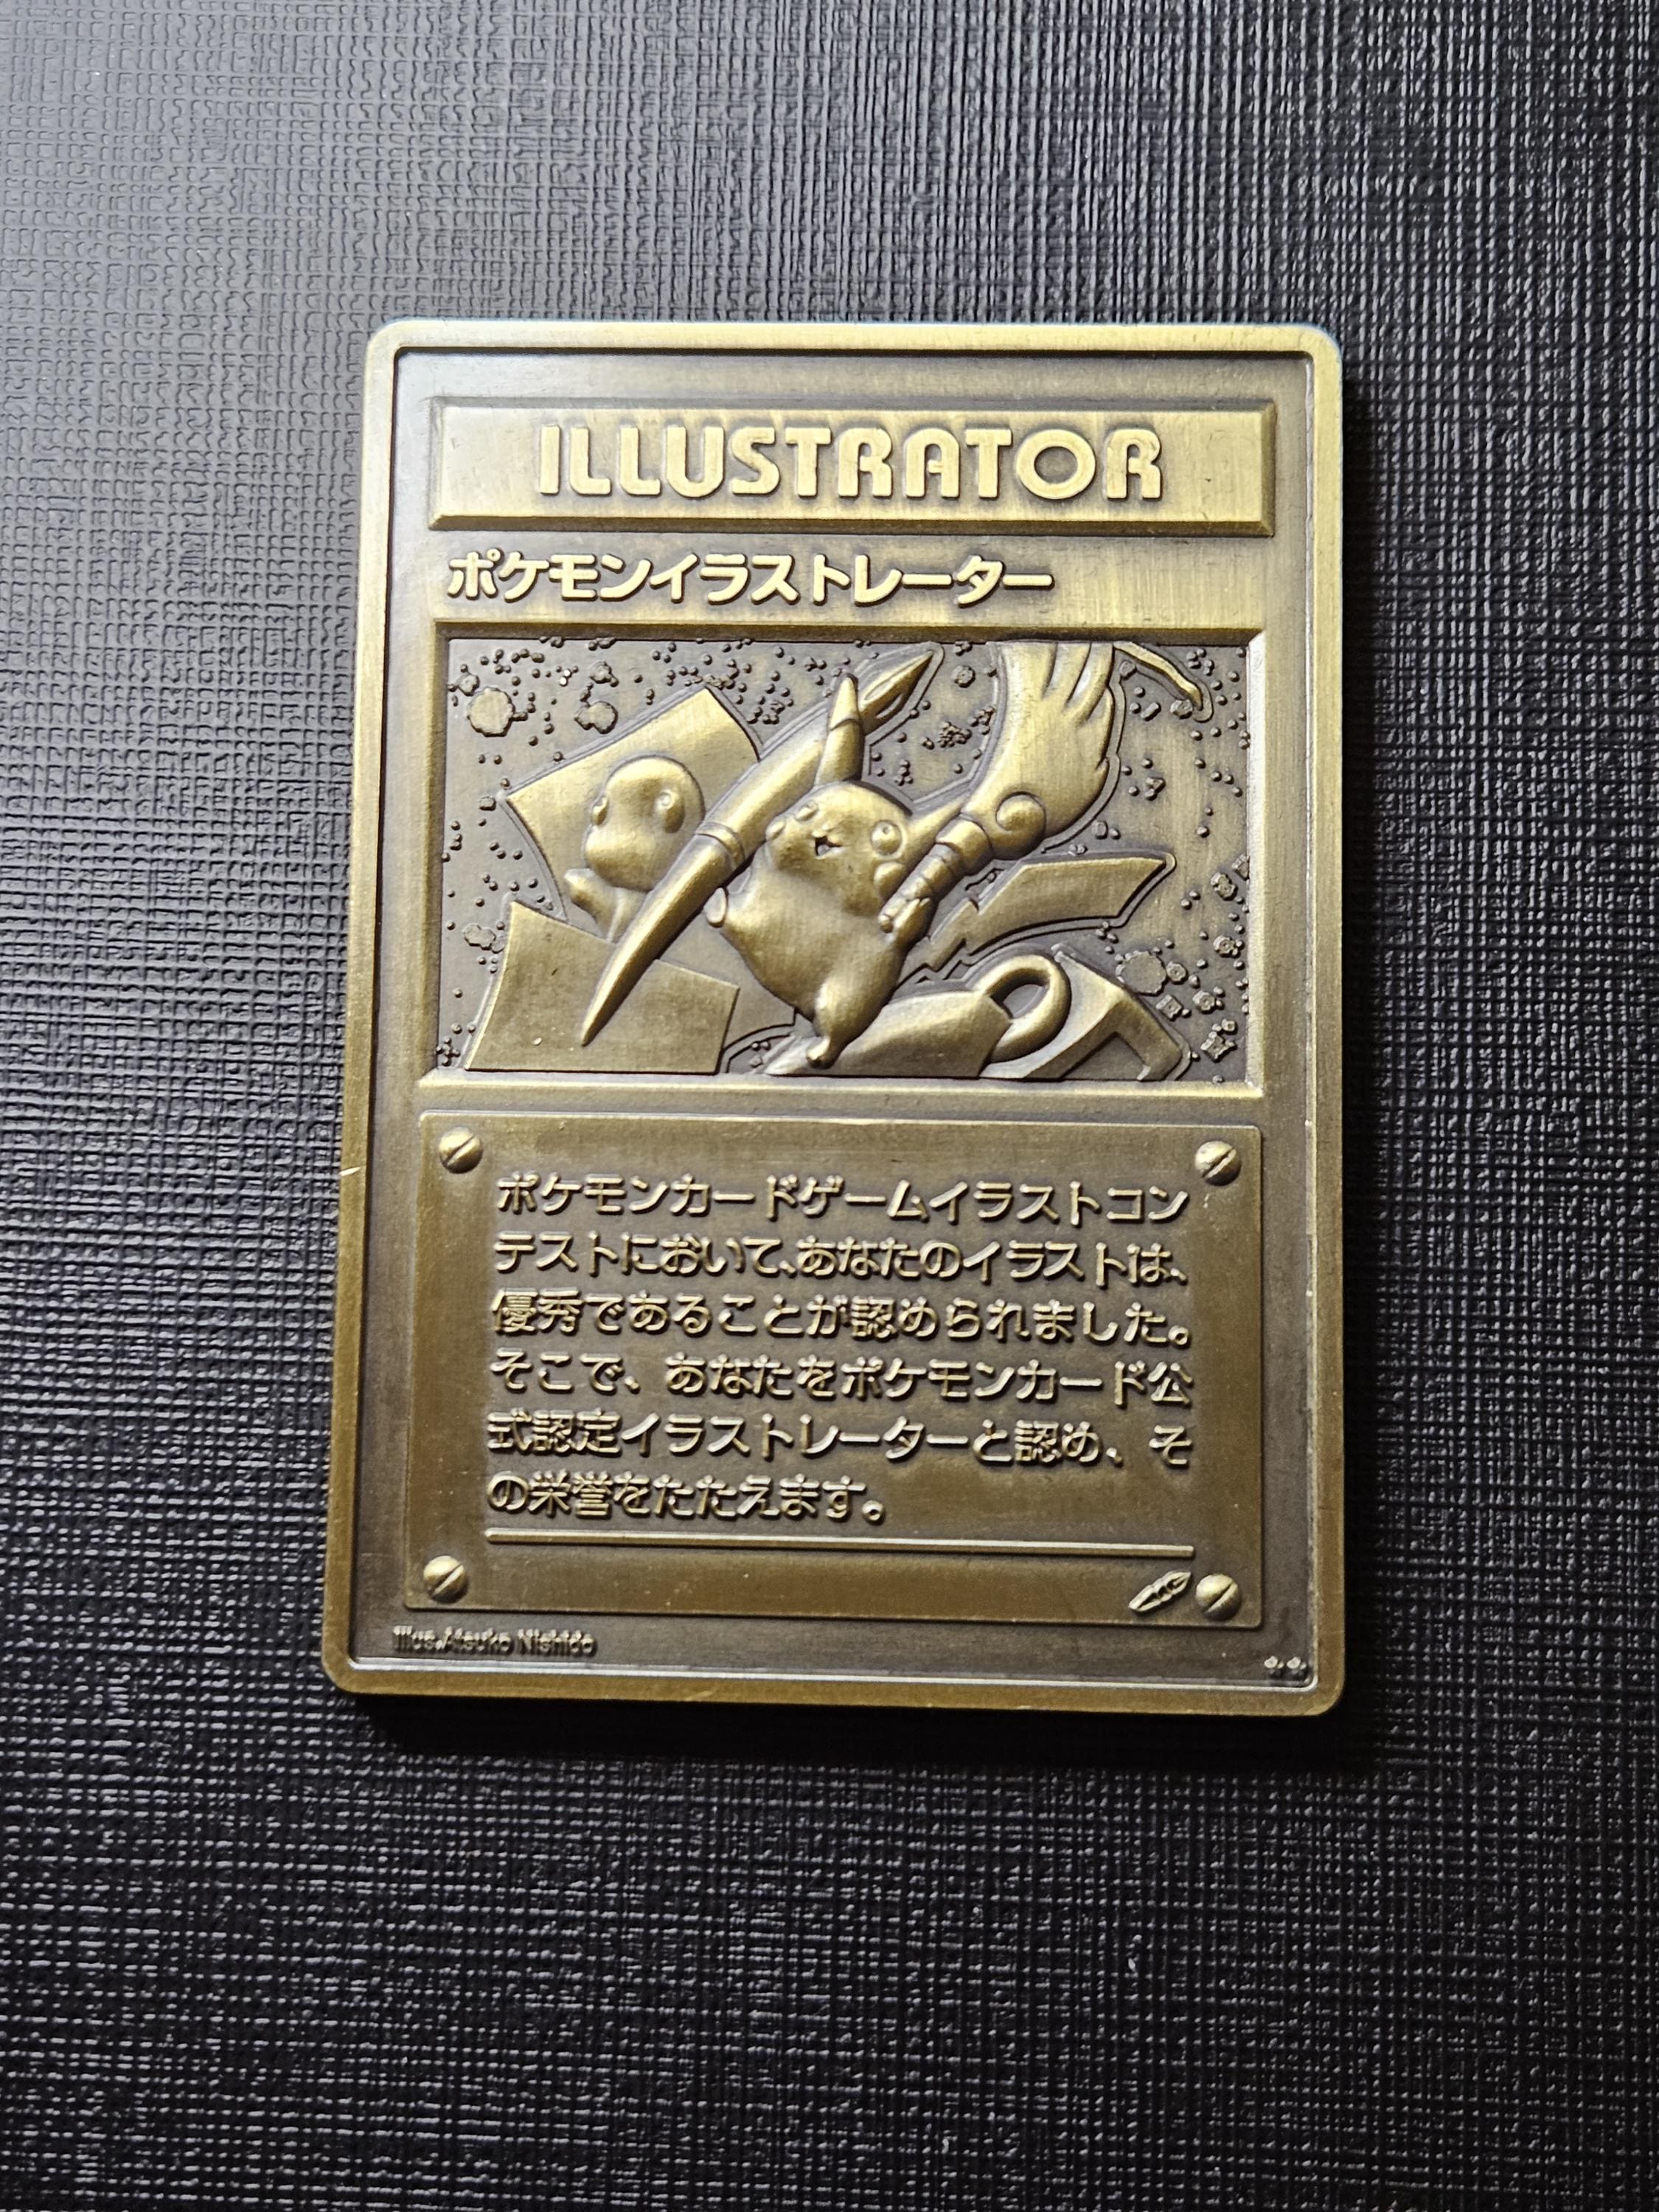 ILLUSTRATOR
ポケモンイラストレーター
ポケモンカードゲームイラストコン
テストにおいて、あなたのイラストは、
優秀であることが認められました。
そこで、あなたをポケモンカード公
式認定イラストレーターと認め、そ
の栄誉をたたえます。
Illus.Atsuko Nishida